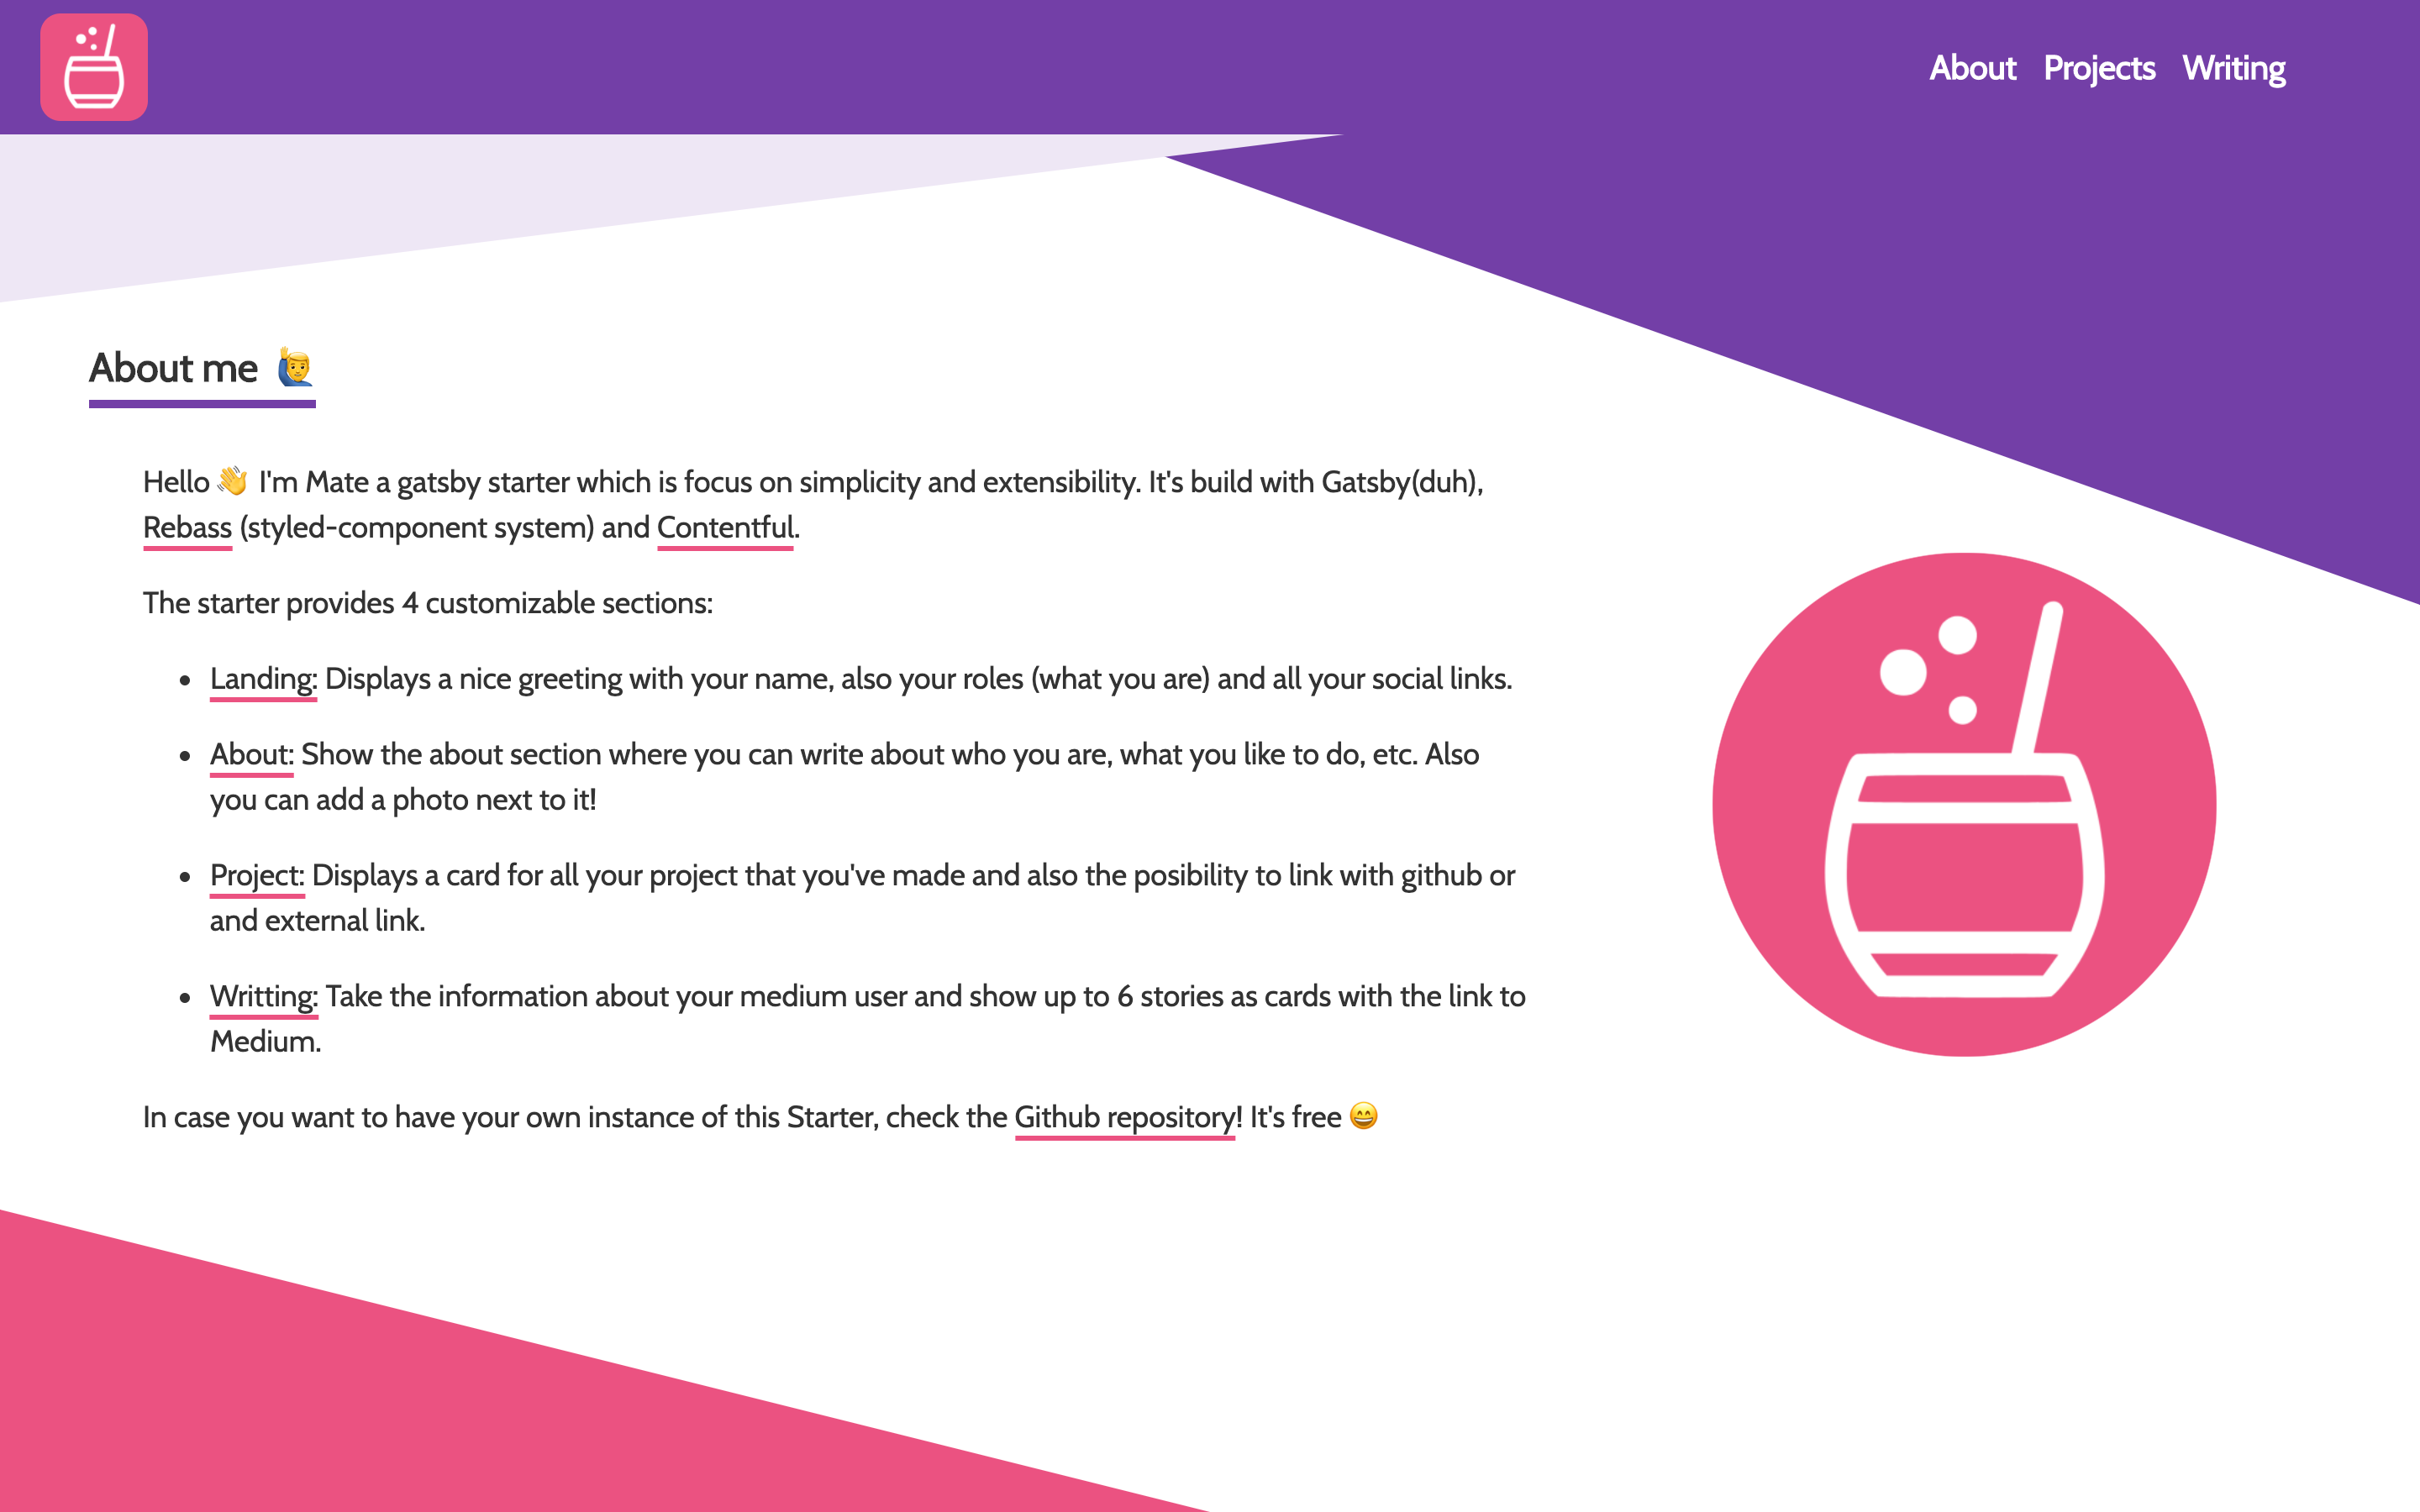 About Projects Writing
About me 🙋‍♂️
Hello 👋 I'm Mate a gatsby starter which is focus on simplicity and extensibility. It's build with Gatsby(duh),
Rebass (styled-component system) and Contentful.
The starter provides 4 customizable sections:
• Landing: Displays a nice greeting with your name, also your roles (what you are) and all your social links.
• About: Show the about section where you can write about who you are, what you like to do, etc. Also
you can add a photo next to it!
• Project: Displays a card for all your project that you've made and also the posibility to link with github or
and external link.
• Writting: Take the information about your medium user and show up to 6 stories as cards with the link to
Medium.
In case you want to have your own instance of this Starter, check the Github repository! It's free 😄